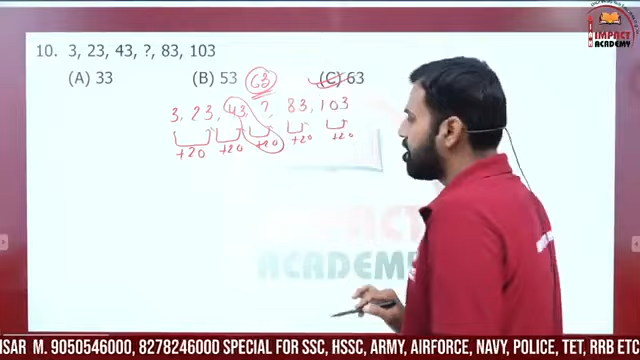 IMPACT
ACADEMY
10. 3, 23, 43, ?, 83, 103
(A) 33 (B) 53 (C) 63
63
3, 23, 43, ?, 83, 103
+20 +20 +20 +20 +20
IMPACT
ACADEMY
ISAR M. 9050546000, 8278246000 SPECIAL FOR SSC, HSSC, ARMY, AIRFORCE, NAVY, POLICE, TET, RRB ETC